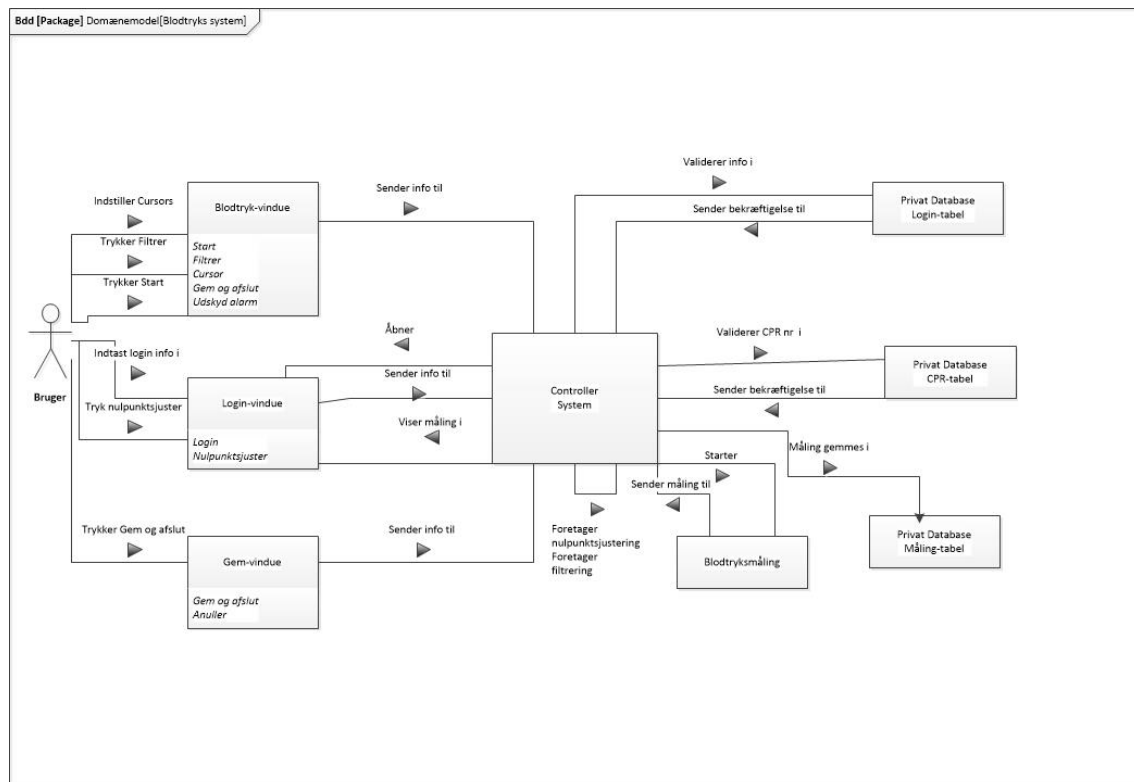 Bdd [Package] Domænemodel[Blodtryks system]
Indstiller Cursors
Trykker Filtrer
Trykker Start
Blodtryk-vindue
Start
Filtrer
Cursor
Gem og afslut
Udskyd alarm
Sender info til
Validerer info i
Sender bekræftigelse til
Privat Database
Login-tabel
Bruger
Indtast login info i
Tryk nulpunktsjuster
Login-vindue
Login
Nulpunktsjuster
Åbner
Sender info til
Viser måling i
Controller
System
Validerer CPR nr i
Sender bekræftigelse til
Privat Database
CPR-tabel
Måling gemmes i
Starter
Sender måling til
Privat Database
Måling-tabel
Blodtryksmåling
Foretager
nulpunktsjustering
Foretager
filtrering
Trykker Gem og afslut
Gem-vindue
Gem og afslut
Anuller
Sender info til